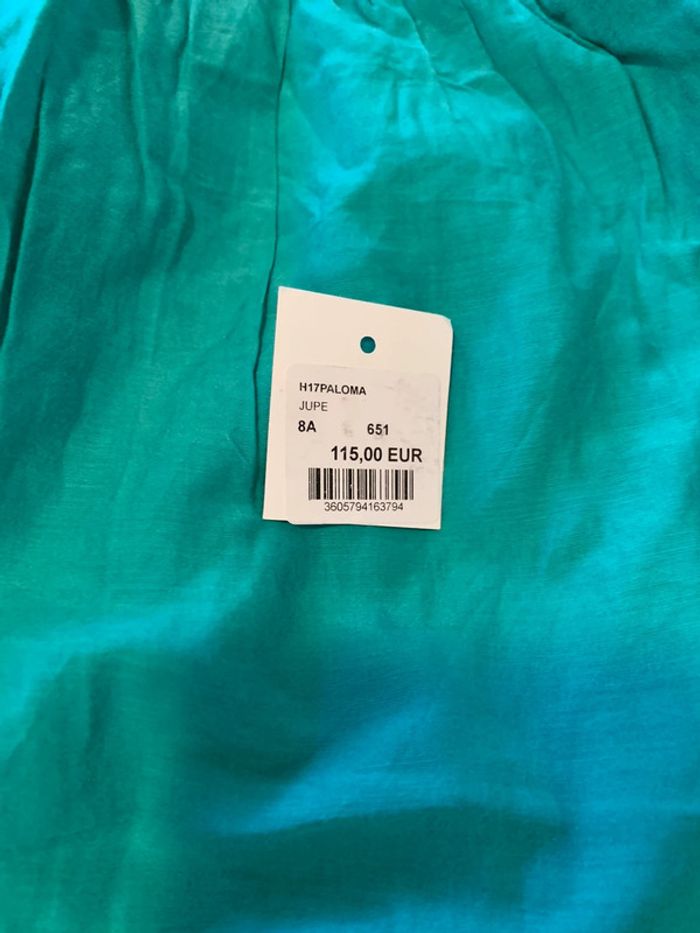 H17PALOMA
JUPE
8A 651
115,00 EUR
3605794163794